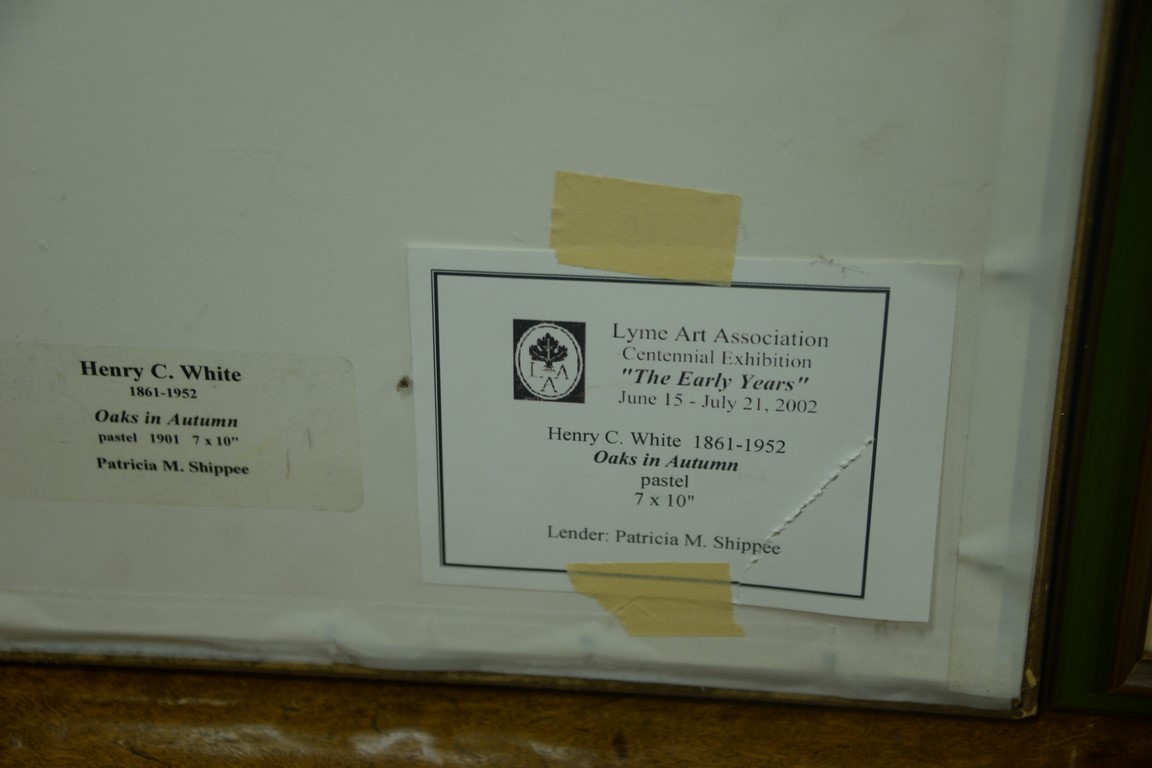 Henry C. White
1861-1952
Oaks in Autumn
pastel 1901 7 x 10"
Patricia M. Shippee
LAA
Lyme Art Association
Centennial Exhibition
"The Early Years"
June 15 - July 21, 2002
Henry C. White 1861-1952
Oaks in Autumn
pastel
7 x 10"
Lender: Patricia M. Shippee